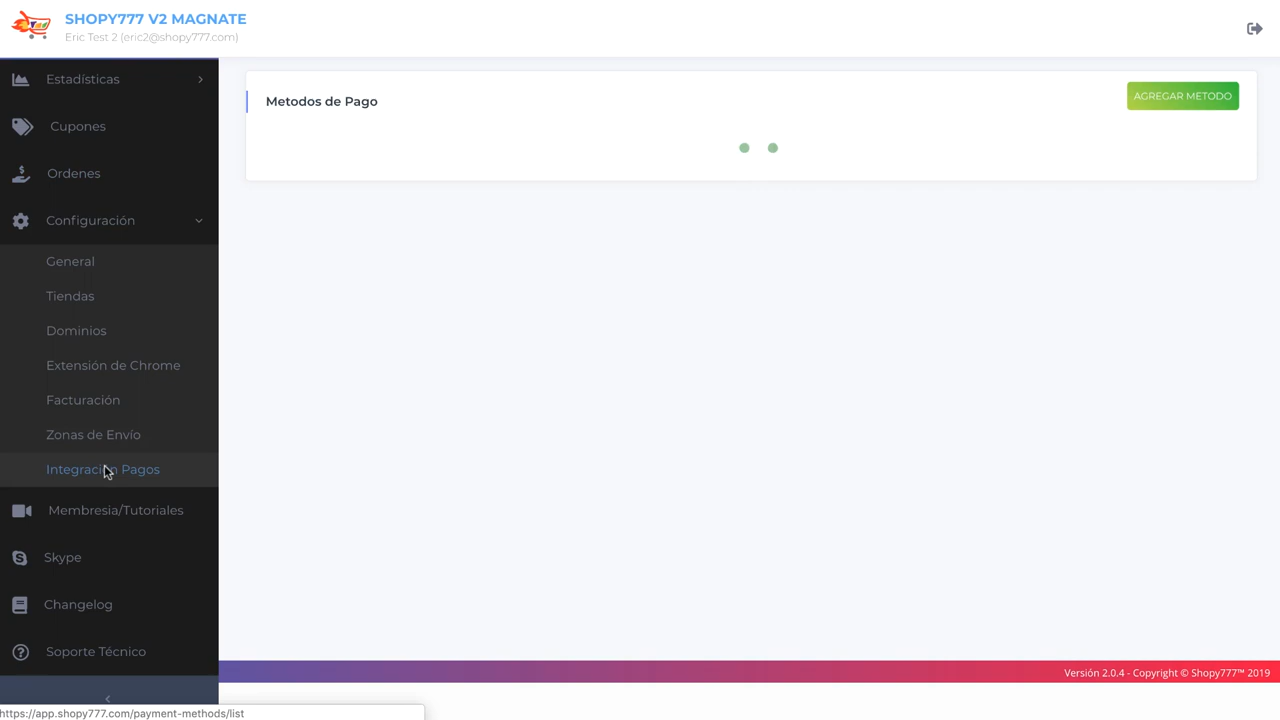 SHOPY777 V2 MAGNATE
Eric Test 2 (eric2@shopy777.com)
Estadísticas
Cupones
Ordenes
Configuración
General
Tiendas
Dominios
Extensión de Chrome
Facturación
Zonas de Envío
Integración Pagos
Membresia/Tutoriales
Skype
Changelog
Soporte Técnico
Metodos de Pago
AGREGAR METODO
Versión 2.0.4 - Copyright © Shopy777™ 2019
https://app.shopy777.com/payment-methods/list